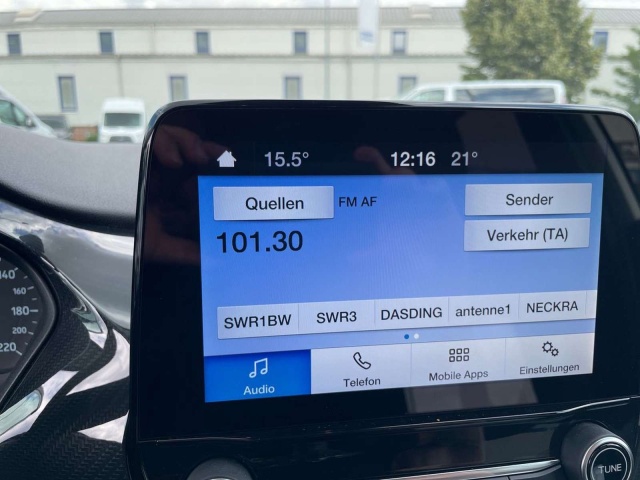 15.5° 12:16 21°
Quellen FM AF Sender
101.30 Verkehr (TA)
SWR1BW SWR3 DASDING antenne1 NECKRA
Audio Telefon Mobile Apps Einstellungen
140
160
180
200
220
TUNE